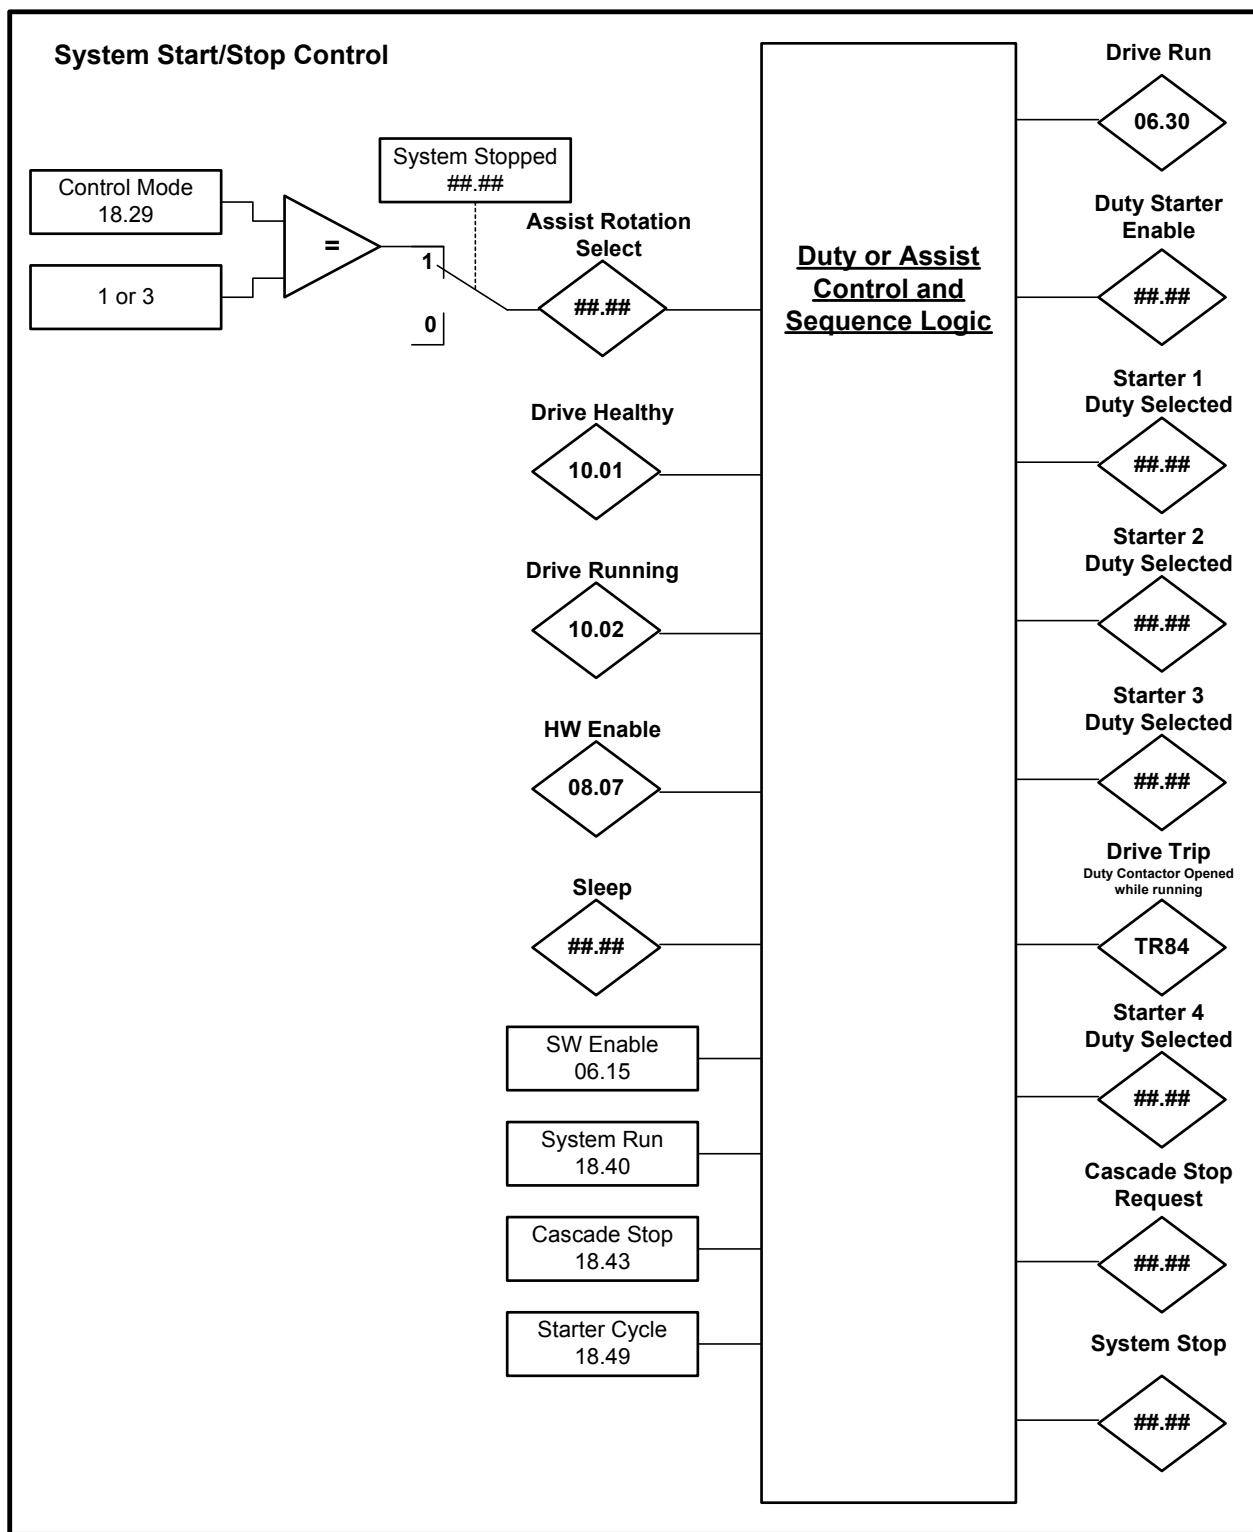 System Start/Stop Control
System Stopped
##.##
Control Mode
18.29
=
1 or 3
1
0
Assist Rotation
Select
##.##
Drive Healthy
10.01
Drive Running
10.02
HW Enable
08.07
Sleep
##.##
SW Enable
06.15
System Run
18.40
Cascade Stop
18.43
Starter Cycle
18.49
Duty or Assist
Control and
Sequence Logic
Drive Run
06.30
Duty Starter
Enable
##.##
Starter 1
Duty Selected
##.##
Starter 2
Duty Selected
##.##
Starter 3
Duty Selected
##.##
Drive Trip
Duty Contactor Opened
while running
TR84
Starter 4
Duty Selected
##.##
Cascade Stop
Request
##.##
System Stop
##.##